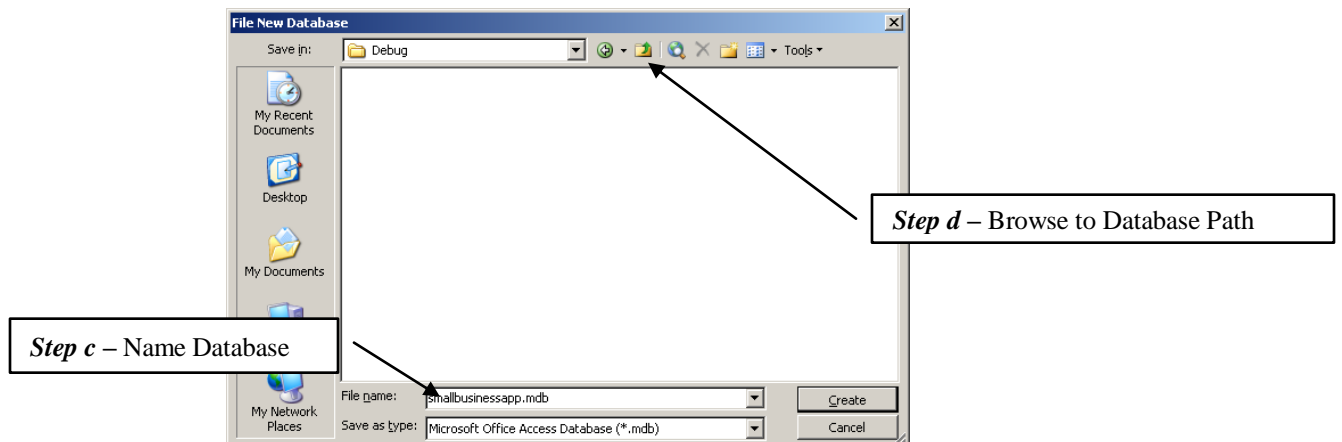 File New Database
Save in:
Debug
Tools
My Recent
Documents
Desktop
My Documents
Step d – Browse to Database Path
Step c – Name Database
My Network
Places
File name:
smallbusinessapp.mdb
Create
Save as type:
Microsoft Office Access Database (*.mdb)
Cancel